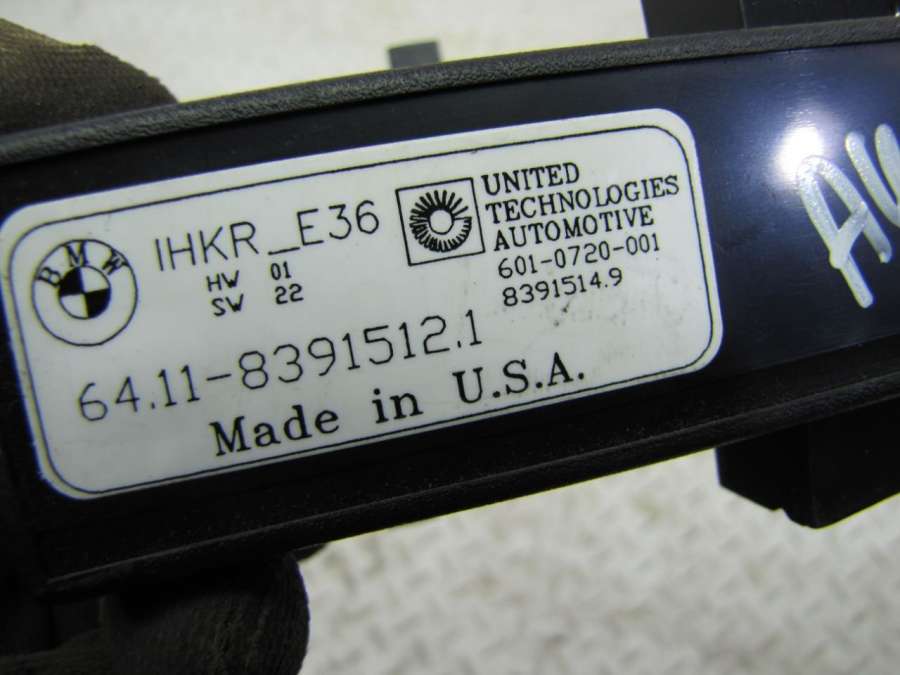 BMW
IHKR_E36
HW 01
SW 22
UNITED
TECHNOLOGIES
AUTOMOTIVE
601-0720-001
8391514.9
64.11-8391512.1
Made in U.S.A.